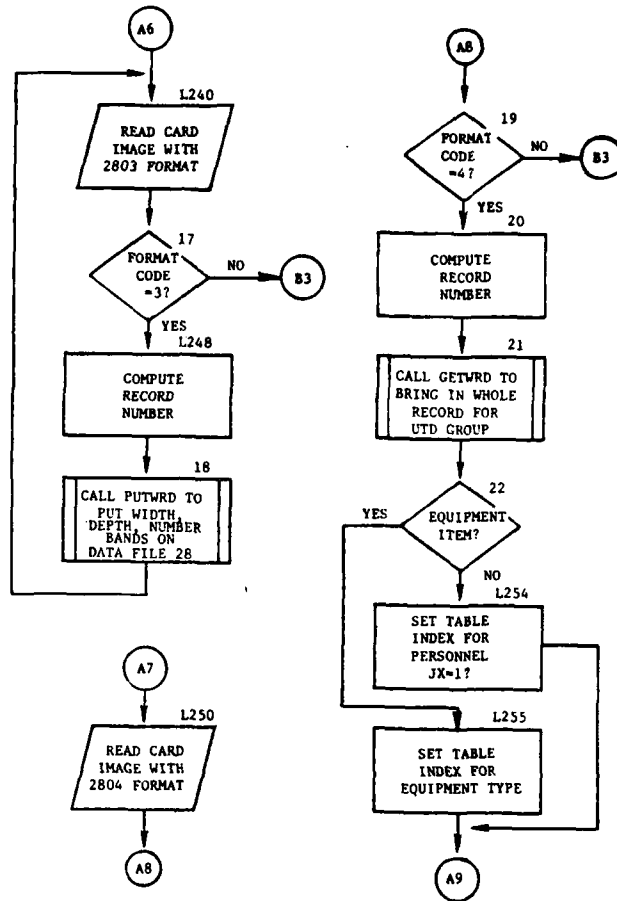 A6
L240
READ CARD
IMAGE WITH
2803 FORMAT
17
FORMAT
CODE
=3?
NO
B3
YES
L248
COMPUTE
RECORD
NUMBER
18
CALL PUTWRD TO
PUT WIDTH,
DEPTH, NUMBER
BANDS ON
DATA FILE 28
A7
L250
READ CARD
IMAGE WITH
2804 FORMAT
A8
A8
19
FORMAT
CODE
=4?
NO
B3
YES
20
COMPUTE
RECORD
NUMBER
21
CALL GETWRD TO
BRING IN WHOLE
RECORD FOR
UTD GROUP
22
YES
EQUIPMENT
ITEM?
NO
L254
SET TABLE
INDEX FOR
PERSONNEL
JX=1?
L255
SET TABLE
INDEX FOR
EQUIPMENT TYPE
A9